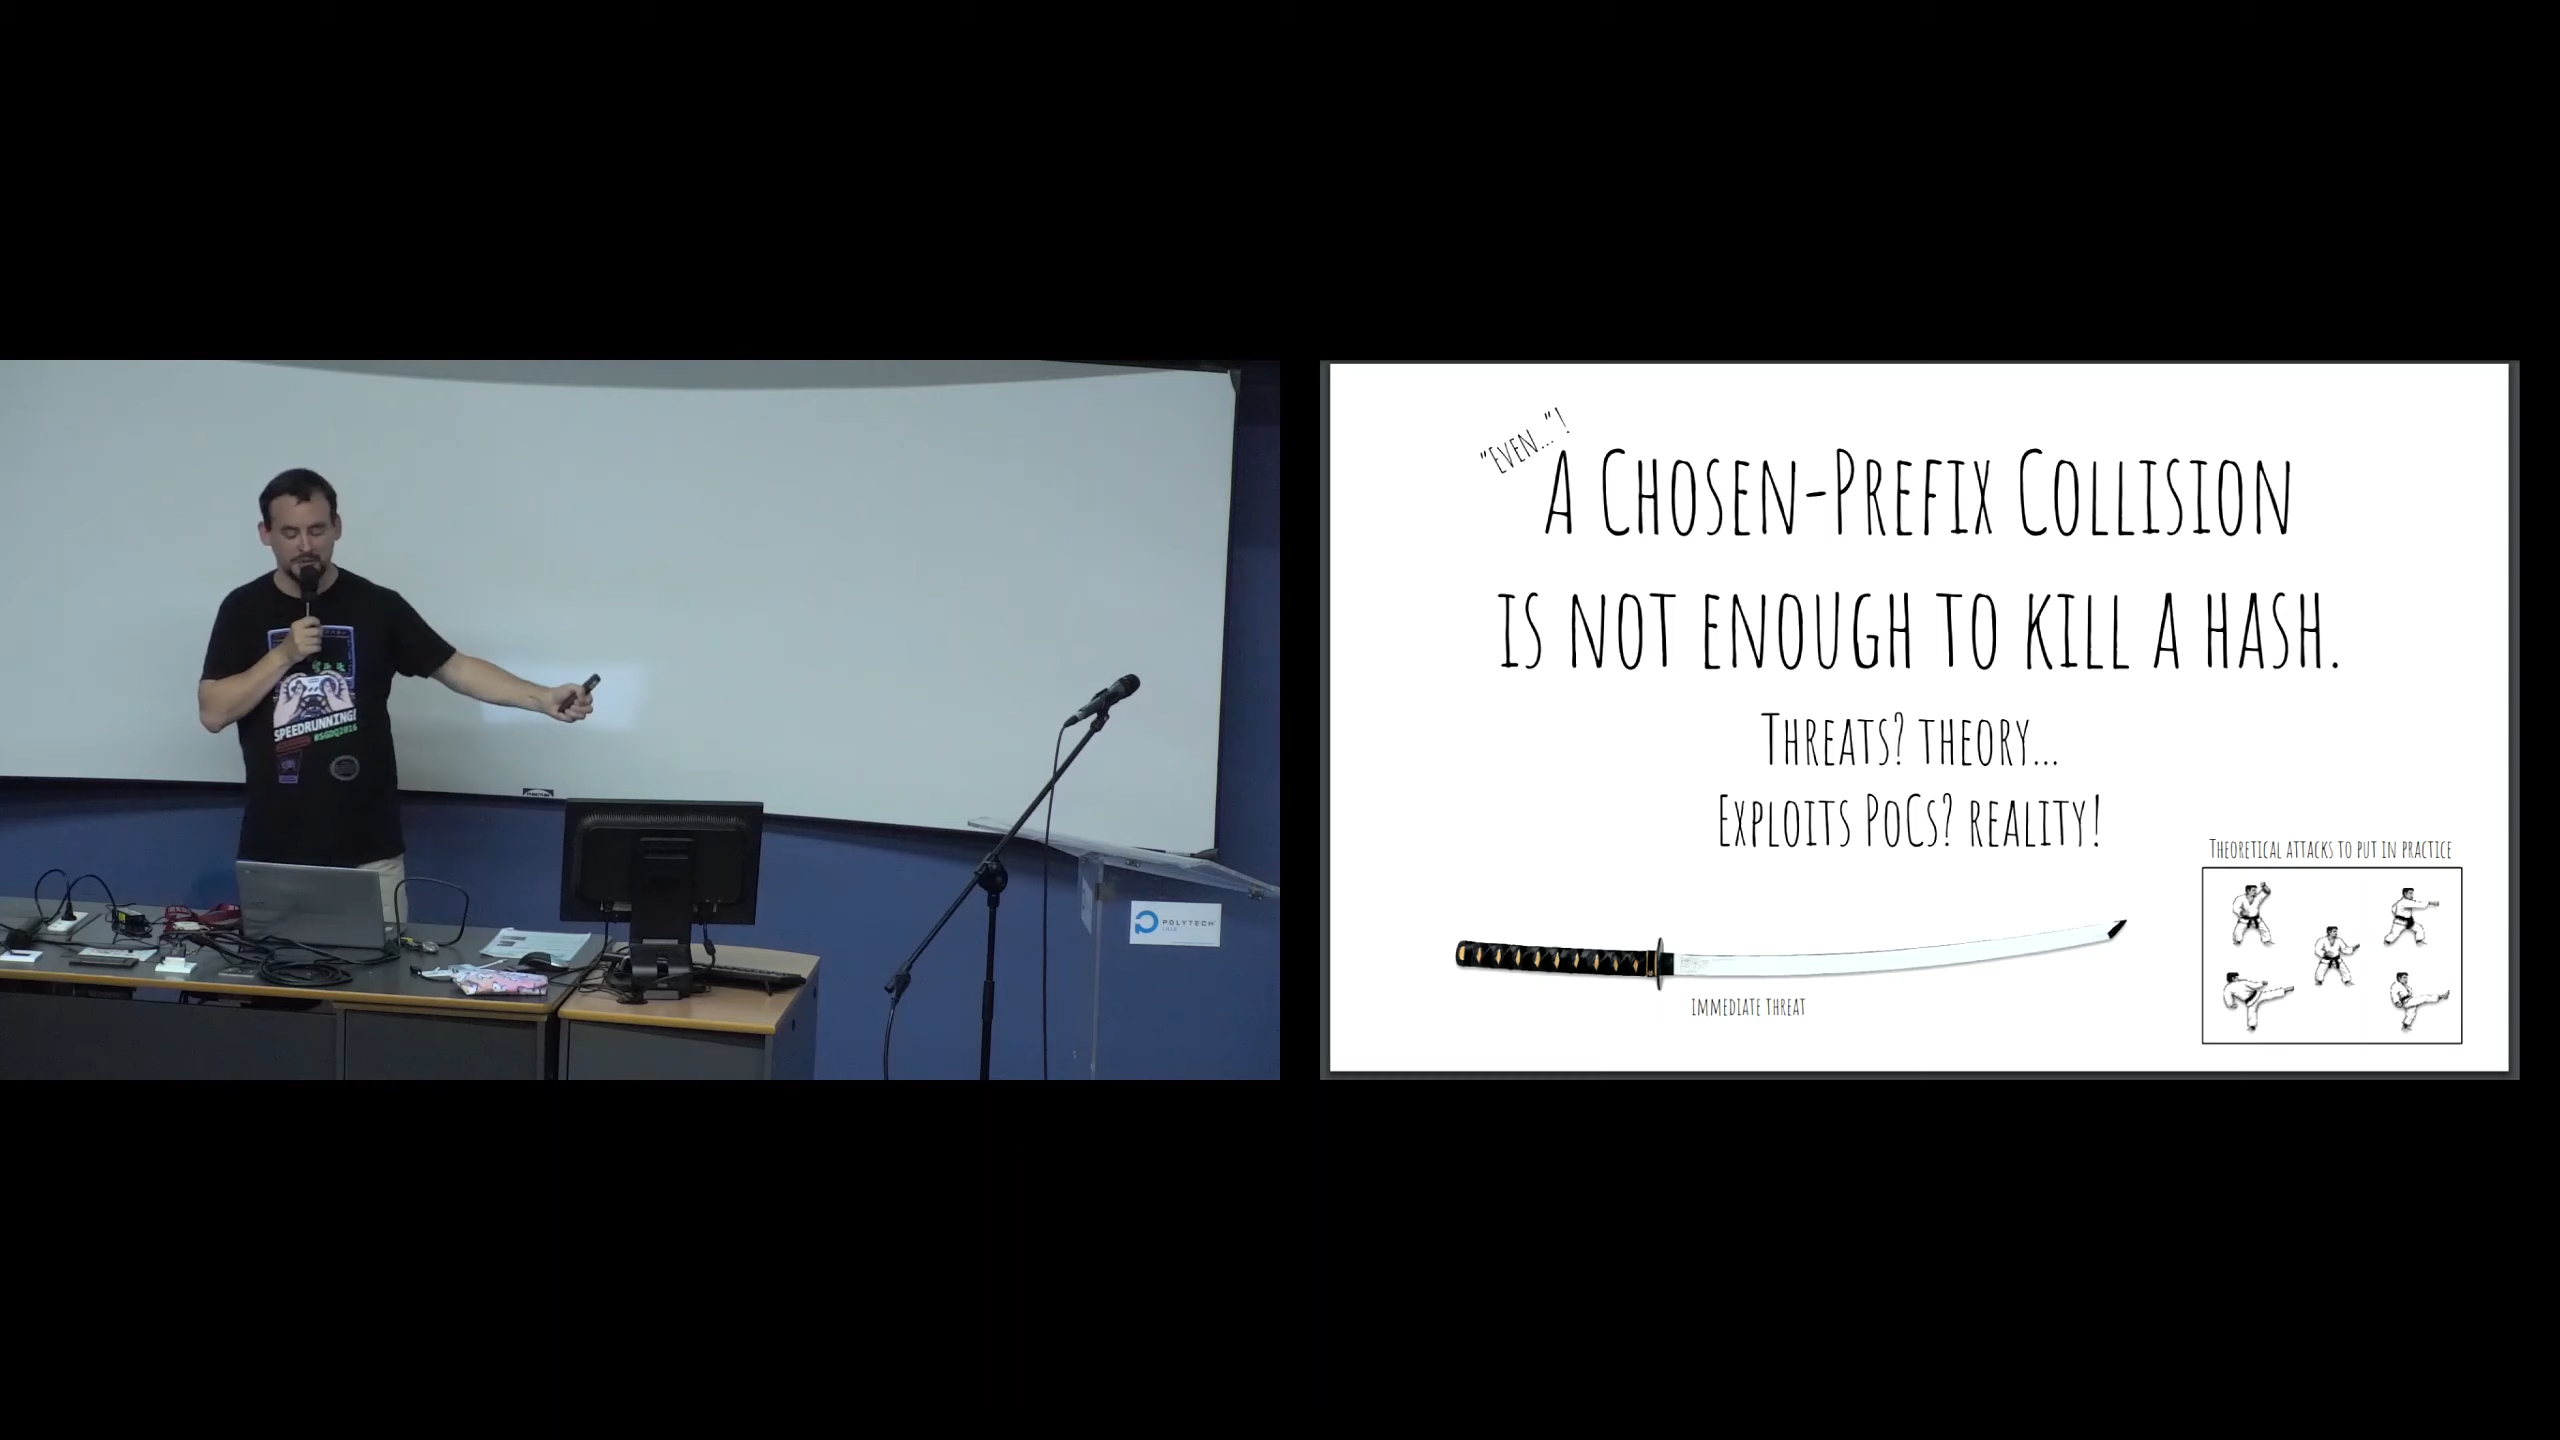 SPEEDRUNNING!
#SGDQ2016
POLYTECH
LILLE
"EVEN..."!
A CHOSEN-PREFIX COLLISION
IS NOT ENOUGH TO KILL A HASH.
THREATS? THEORY...
EXPLOITS POCS? REALITY!
THEORETICAL ATTACKS TO PUT IN PRACTICE
IMMEDIATE THREAT